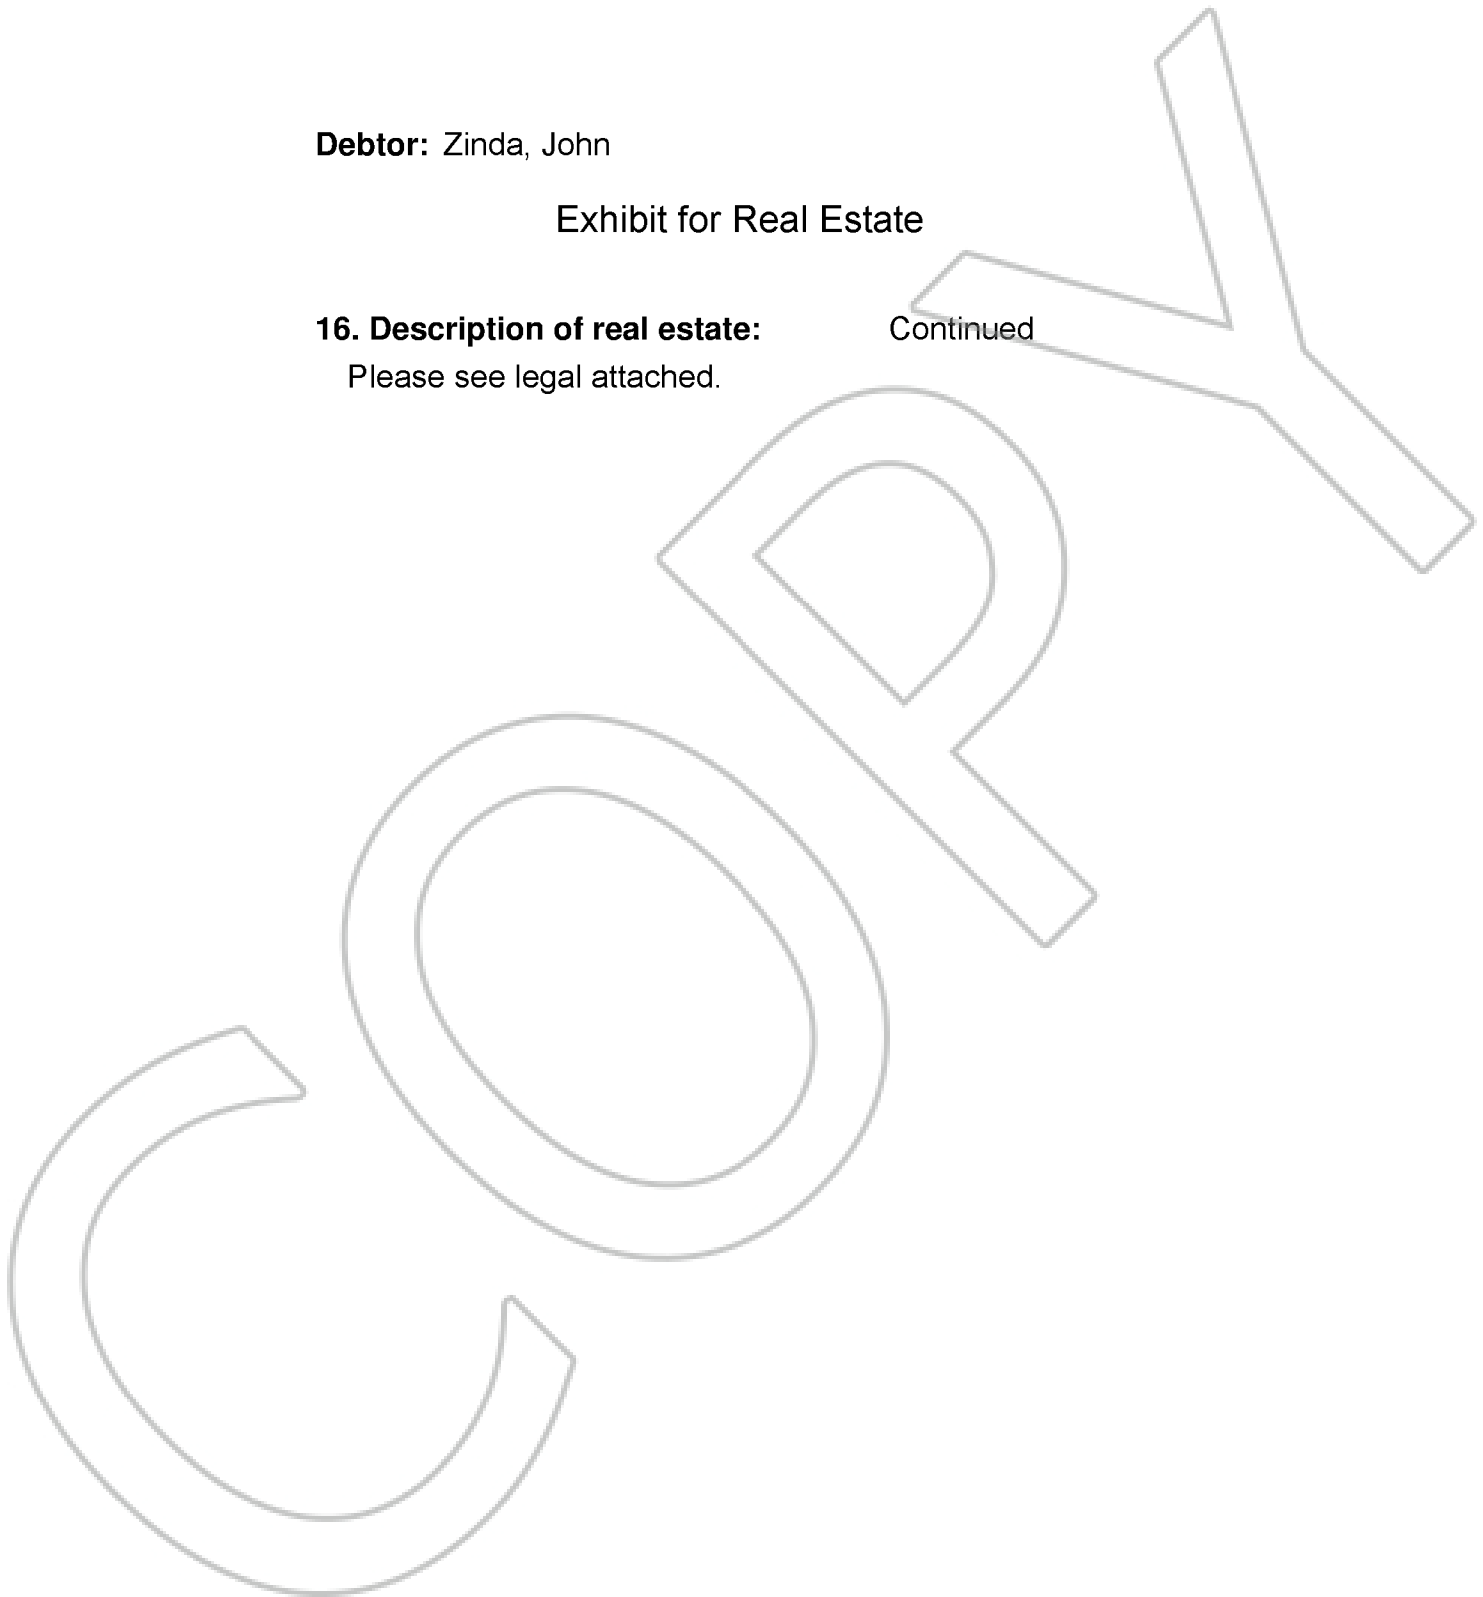 Debtor: Zinda, John
Exhibit for Real Estate
16. Description of real estate: Continued
Please see legal attached.
COPY